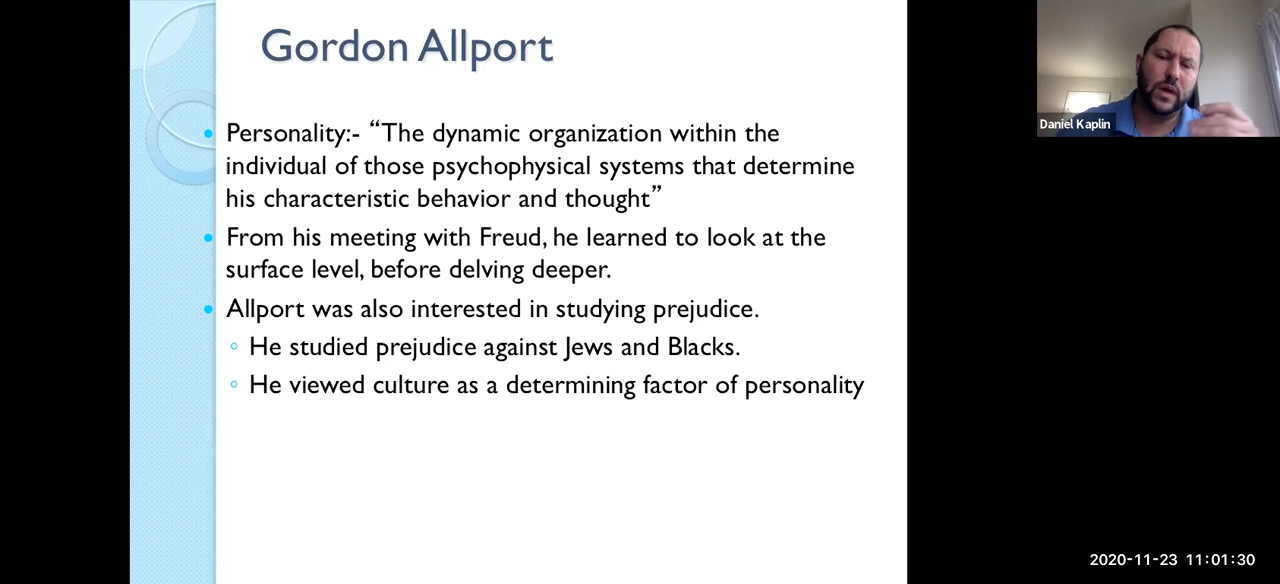 Gordon Allport
Personality:- “The dynamic organization within the
individual of those psychophysical systems that determine
his characteristic behavior and thought”
From his meeting with Freud, he learned to look at the
surface level, before delving deeper.
Allport was also interested in studying prejudice.
He studied prejudice against Jews and Blacks.
He viewed culture as a determining factor of personality
Daniel Kaplin
2020-11-23 11:01:30